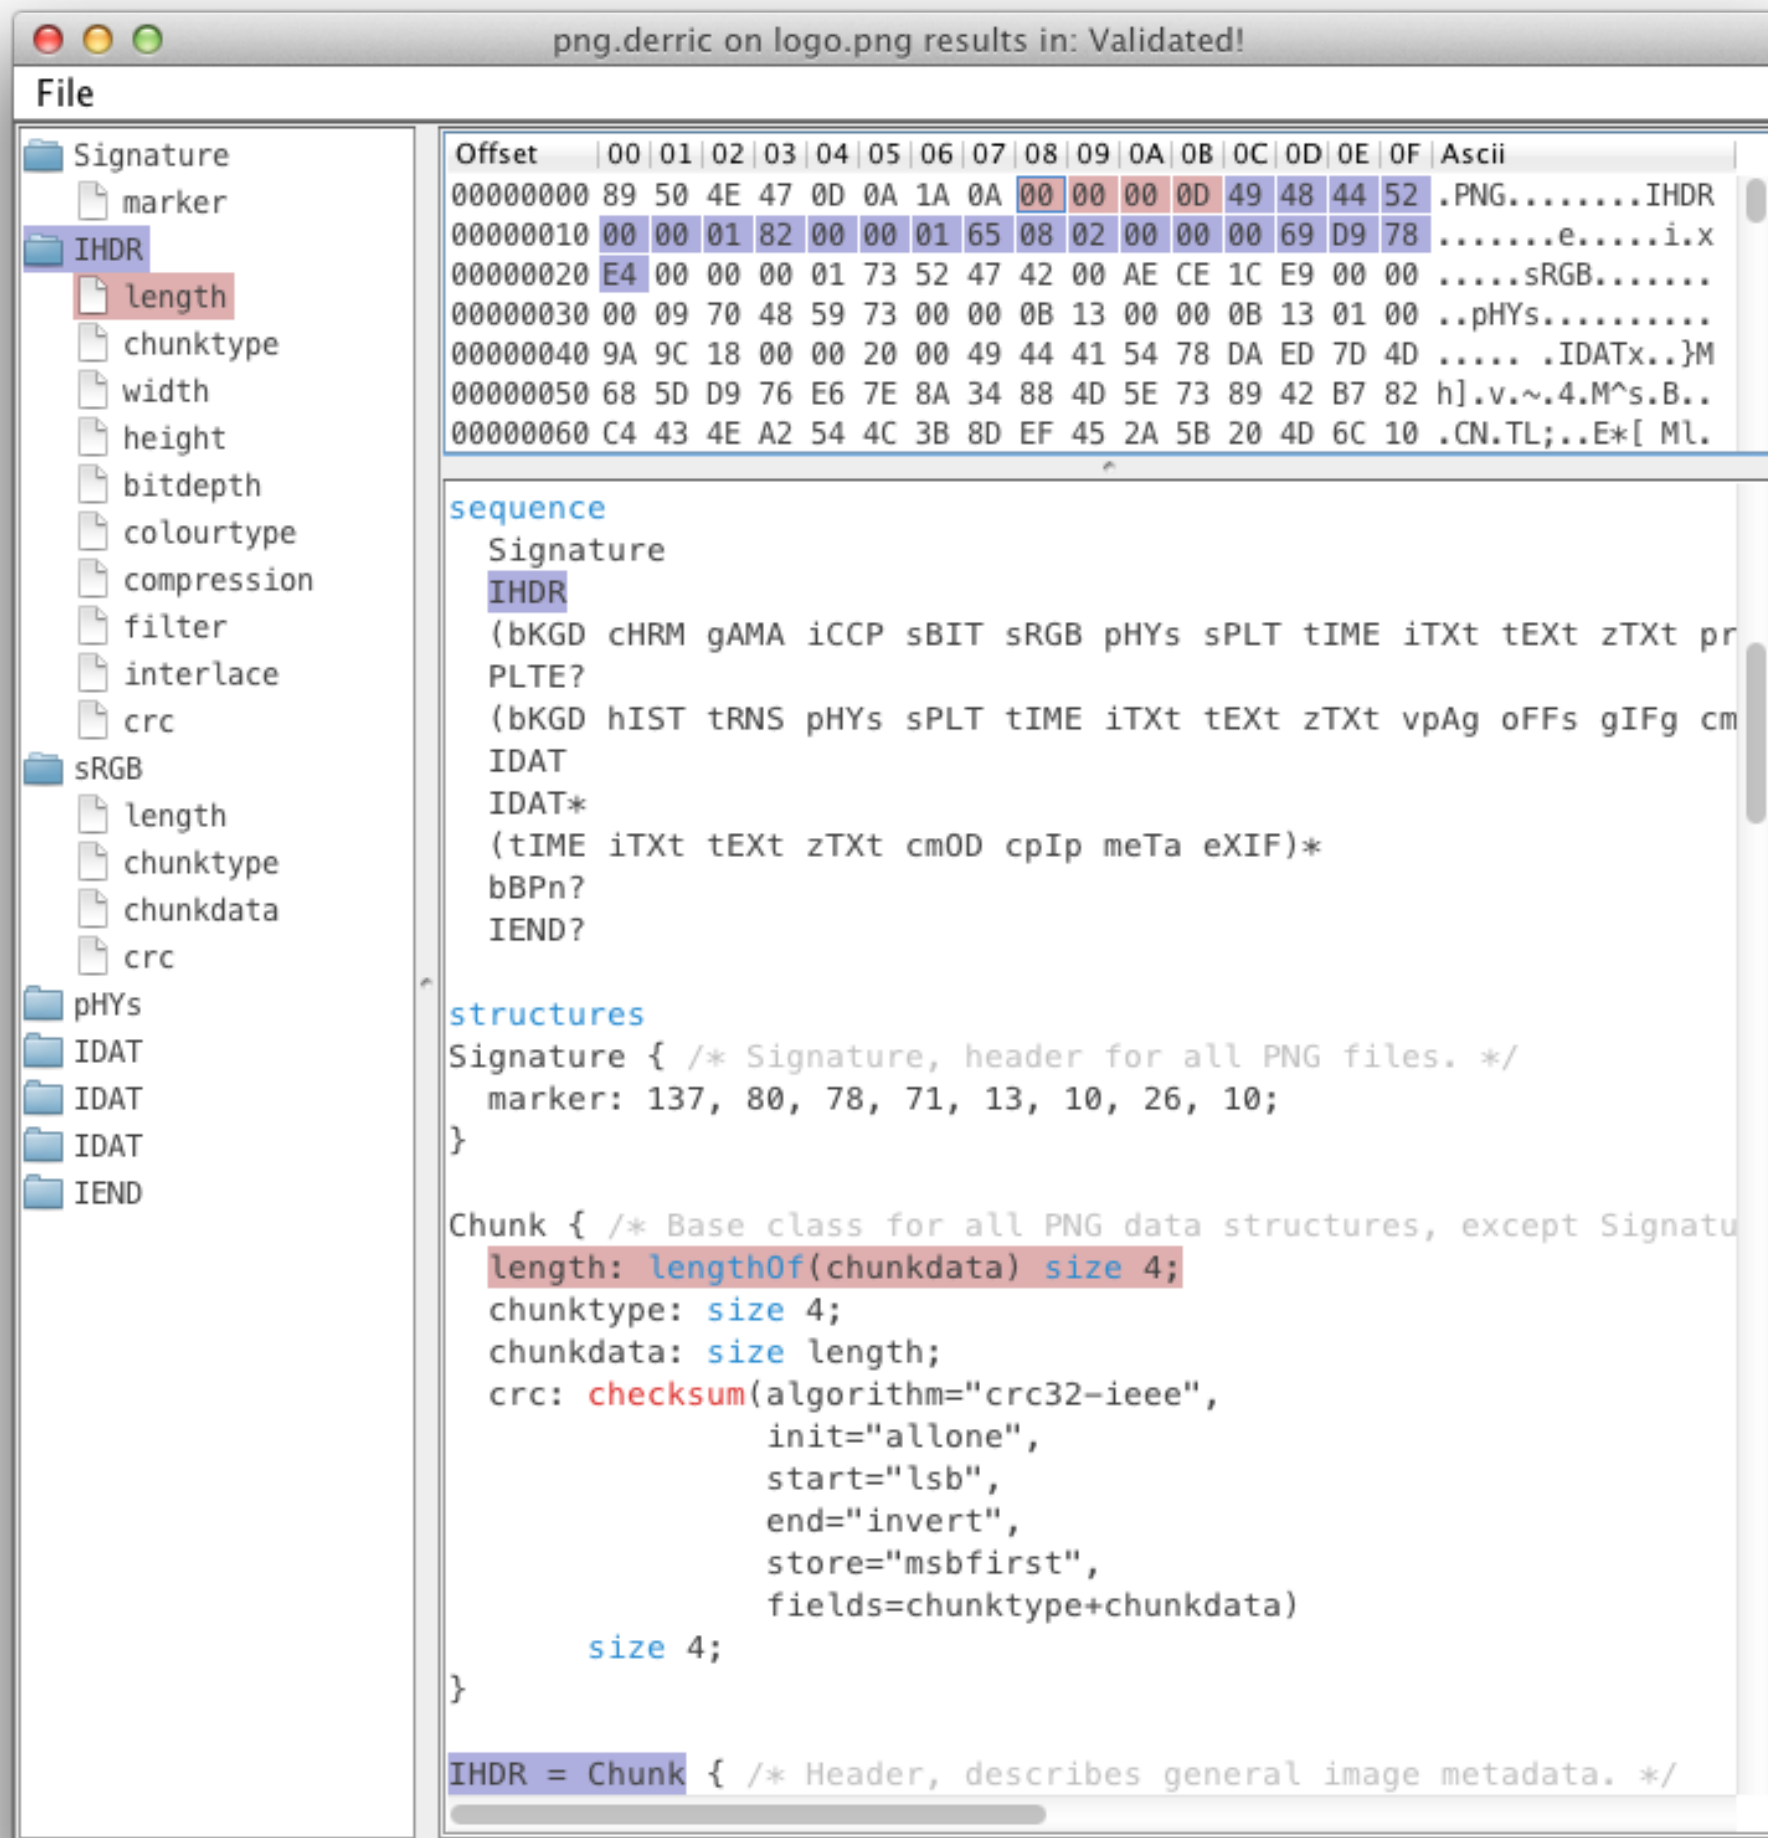 png.derric on logo.png results in: Validated!
File
Signature
marker
IHDR
length
chunktype
width
height
bitdepth
colourtype
compression
filter
interlace
crc
sRGB
length
chunktype
chunkdata
crc
pHYs
IDAT
IDAT
IDAT
IEND
Offset 00 01 02 03 04 05 06 07 08 09 0A 0B 0C 0D 0E 0F Ascii
00000000 89 50 4E 47 0D 0A 1A 0A 00 00 00 0D 49 48 44 52 .PNG........IHDR
00000010 00 00 01 82 00 00 01 65 08 02 00 00 00 69 D9 78 .......e.....i.x
00000020 E4 00 00 00 01 73 52 47 42 00 AE CE 1C E9 00 00 .....sRGB.......
00000030 00 09 70 48 59 73 00 00 0B 13 00 00 0B 13 01 00 ..pHYs..........
00000040 9A 9C 18 00 00 20 00 49 44 41 54 78 DA ED 7D 4D ..... .IDATx..}M
00000050 68 5D D9 76 E6 7E 8A 34 88 4D 5E 73 89 42 B7 82 h].v.~.4.M^s.B..
00000060 C4 43 4E A2 54 4C 3B 8D EF 45 2A 5B 20 4D 6C 10 .CN.TL;..E*[ Ml.
sequence
  Signature
  IHDR
  (bKGD cHRM gAMA iCCP sBIT sRGB pHYs sPLT tIME iTXt tEXt zTXt pr
  PLTE?
  (bKGD hIST tRNS pHYs sPLT tIME iTXt tEXt zTXt vpAg oFFs gIFg cm
  IDAT
  IDAT*
  (tIME iTXt tEXt zTXt cmOD cpIp meTa eXIF)*
  bBPn?
  IEND?
structures
Signature { /* Signature, header for all PNG files. */
  marker: 137, 80, 78, 71, 13, 10, 26, 10;
}
Chunk { /* Base class for all PNG data structures, except Signatu
  length: lengthOf(chunkdata) size 4;
  chunktype: size 4;
  chunkdata: size length;
  crc: checksum(algorithm="crc32-ieee",
                init="allone",
                start="lsb",
                end="invert",
                store="msbfirst",
                fields=chunktype+chunkdata)
       size 4;
}
IHDR = Chunk { /* Header, describes general image metadata. */